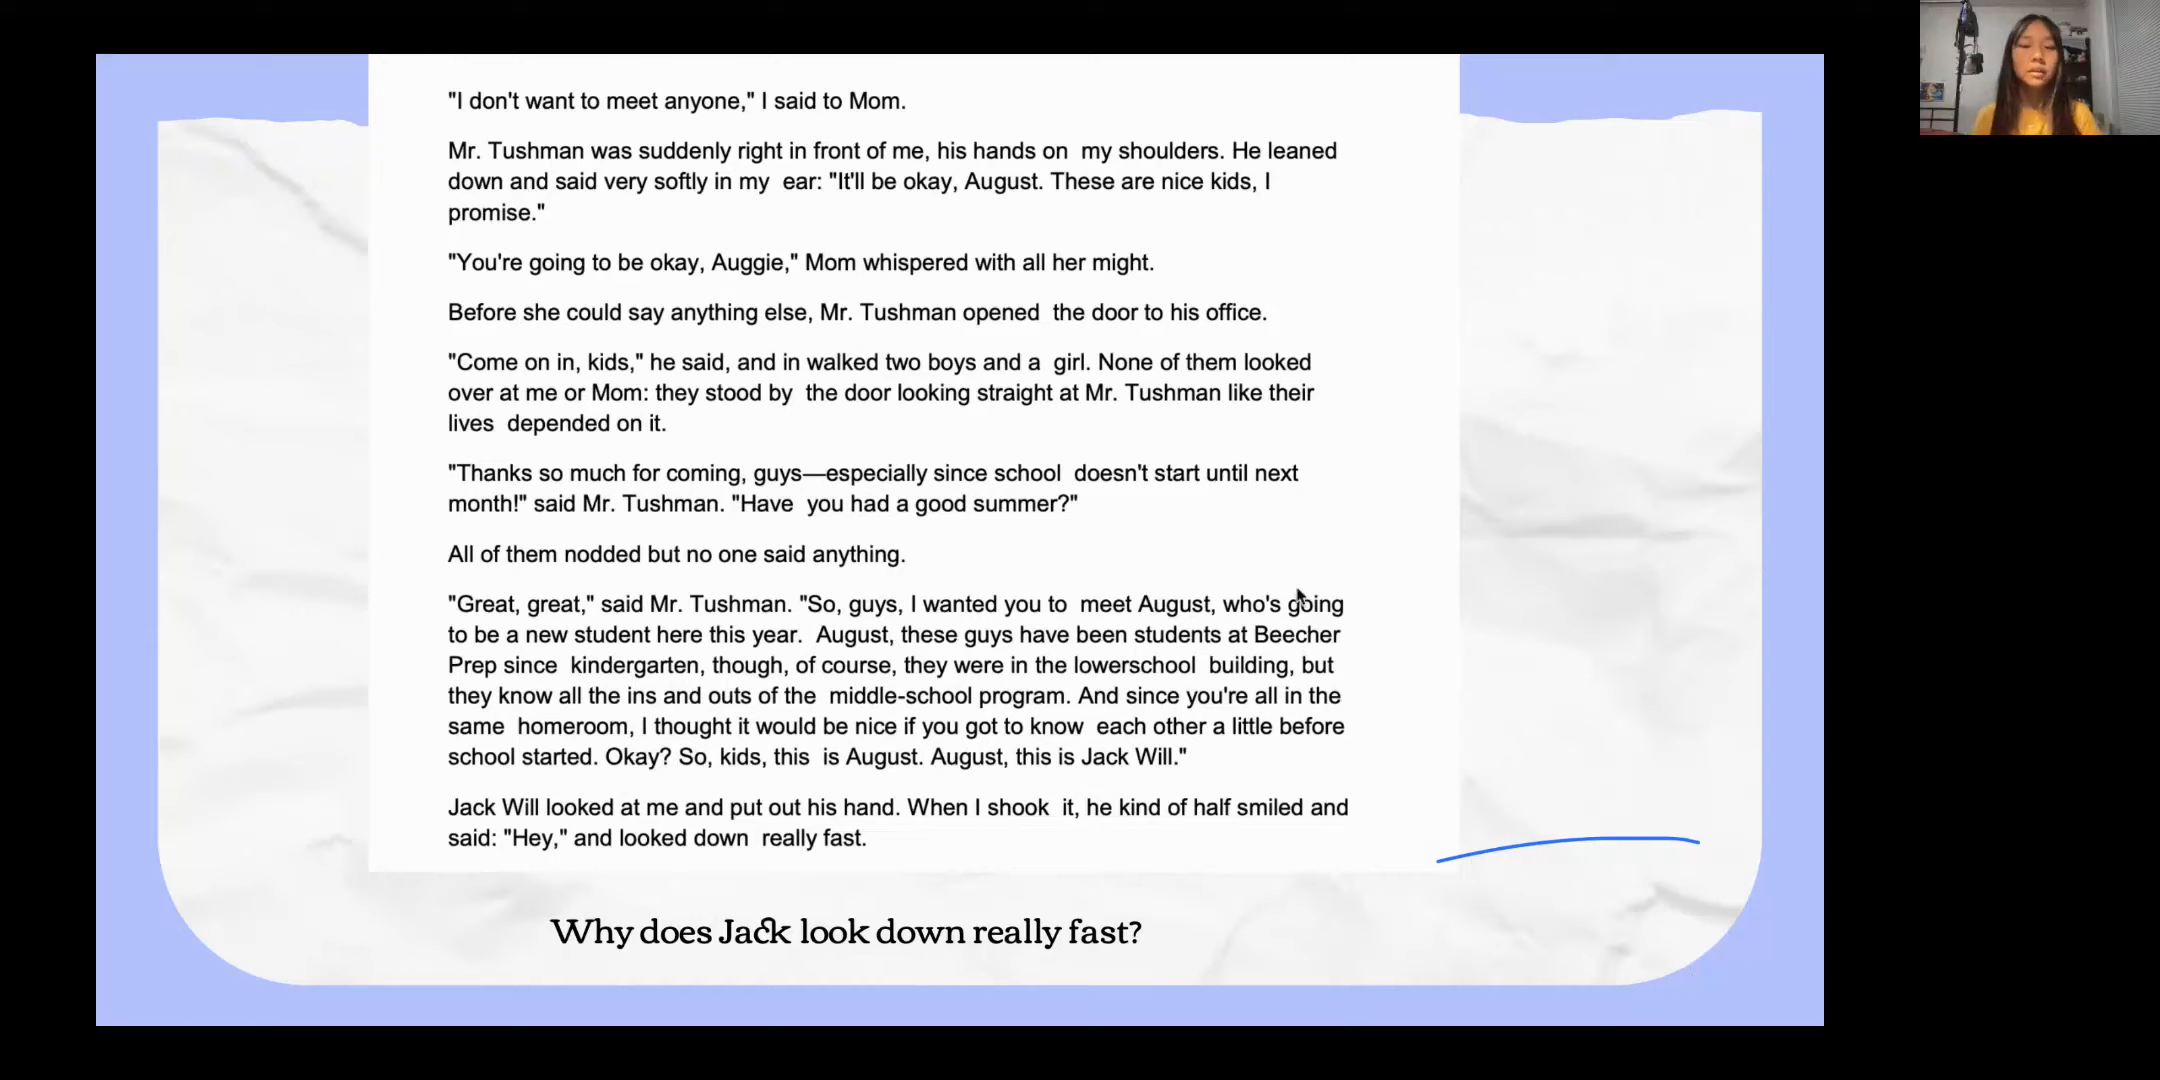 "I don't want to meet anyone," I said to Mom.
Mr. Tushman was suddenly right in front of me, his hands on  my shoulders. He leaned
down and said very softly in my  ear: "It'll be okay, August. These are nice kids, I
promise."
"You're going to be okay, Auggie," Mom whispered with all her might.
Before she could say anything else, Mr. Tushman opened  the door to his office.
"Come on in, kids," he said, and in walked two boys and a  girl. None of them looked
over at me or Mom: they stood by  the door looking straight at Mr. Tushman like their
lives  depended on it.
"Thanks so much for coming, guys—especially since school  doesn't start until next
month!" said Mr. Tushman. "Have  you had a good summer?"
All of them nodded but no one said anything.
"Great, great," said Mr. Tushman. "So, guys, I wanted you to  meet August, who's going
to be a new student here this year.  August, these guys have been students at Beecher
Prep since  kindergarten, though, of course, they were in the lowerschool  building, but
they know all the ins and outs of the  middle-school program. And since you're all in the
same  homeroom, I thought it would be nice if you got to know  each other a little before
school started. Okay? So, kids, this  is August. August, this is Jack Will."
Jack Will looked at me and put out his hand. When I shook  it, he kind of half smiled and
said: "Hey," and looked down  really fast.
Why does Jack look down really fast?